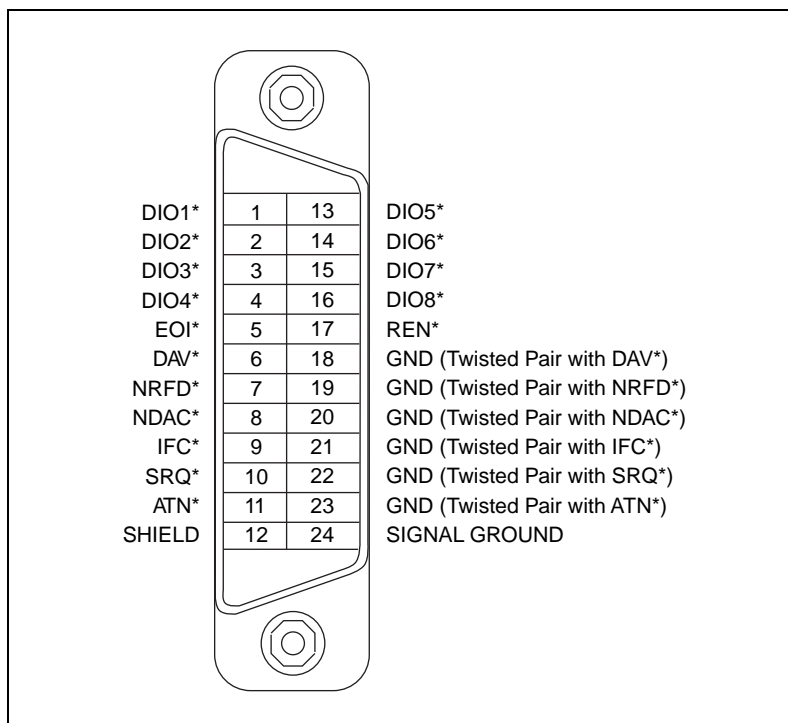 DIO1* 1 13 DIO5*
DIO2* 2 14 DIO6*
DIO3* 3 15 DIO7*
DIO4* 4 16 DIO8*
EOI* 5 17 REN*
DAV* 6 18 GND (Twisted Pair with DAV*)
NRFD* 7 19 GND (Twisted Pair with NRFD*)
NDAC* 8 20 GND (Twisted Pair with NDAC*)
IFC* 9 21 GND (Twisted Pair with IFC*)
SRQ* 10 22 GND (Twisted Pair with SRQ*)
ATN* 11 23 GND (Twisted Pair with ATN*)
SHIELD 12 24 SIGNAL GROUND